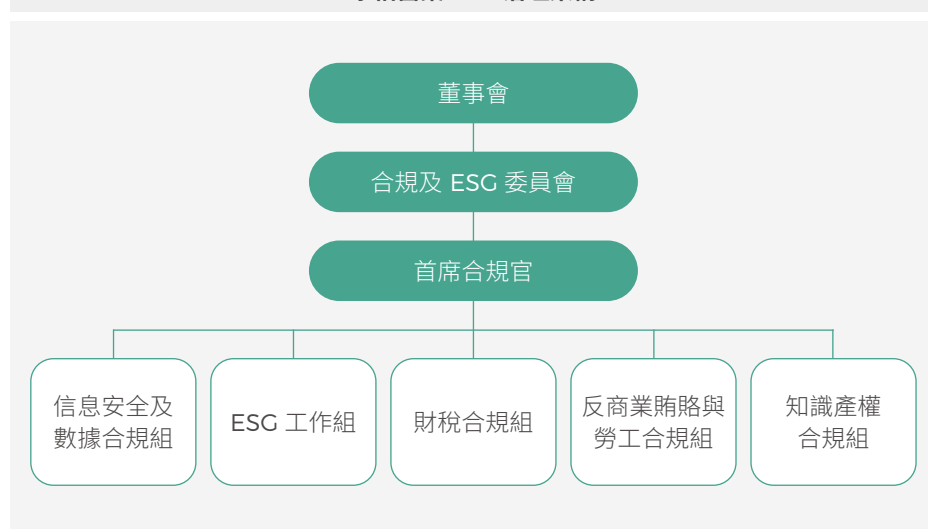 董事會
合規及 ESG 委員會
首席合規官
信息安全及
數據合規組
ESG 工作組
財稅合規組
反商業賄賂與
勞工合規組
知識產權
合規組